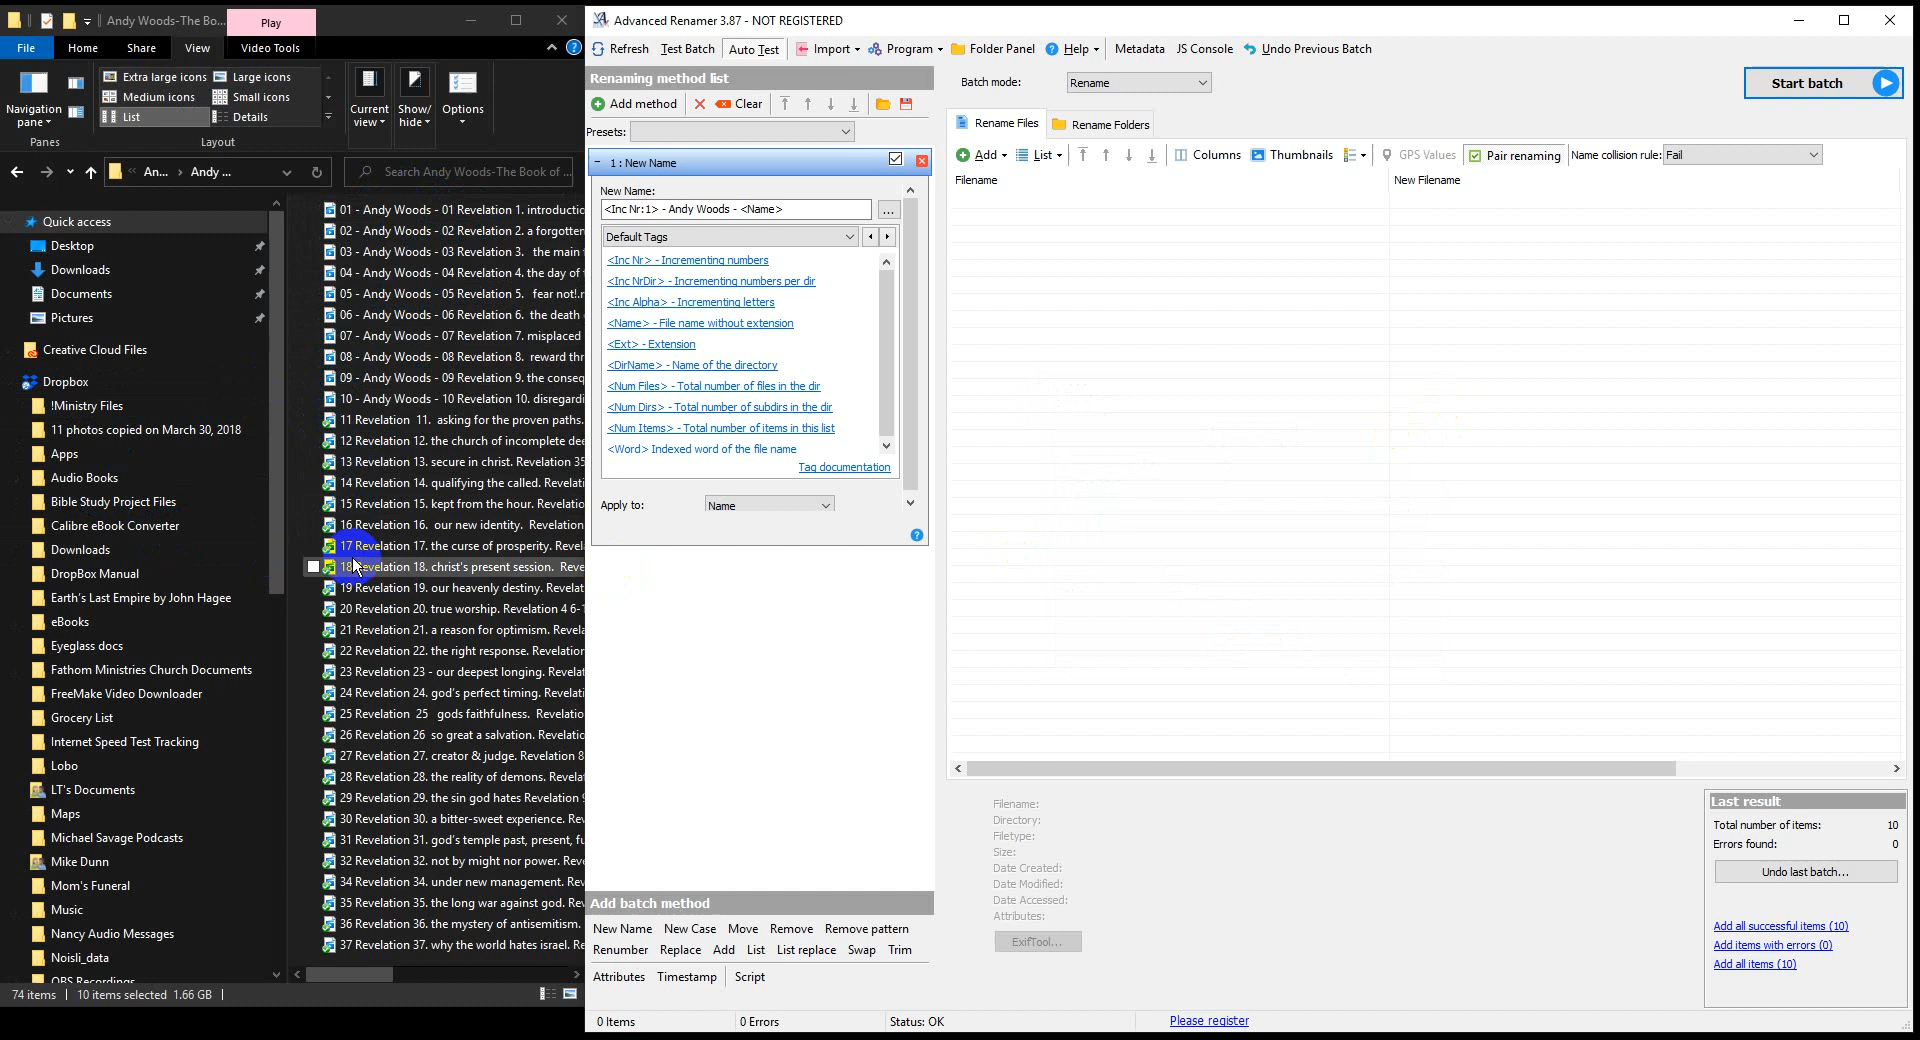 Andy Woods-The Bo...
Play
File
Home
Share
View
Video Tools
Extra large icons
Large icons
Medium icons
Small icons
List
Details
Navigation
pane
Current
view
Show/
hide
Options
Panes
Layout
An...
Andy ...
Search Andy Woods-The Book of ...
Quick access
Desktop
Downloads
Documents
Pictures
Creative Cloud Files
Dropbox
!Ministry Files
11 photos copied on March 30, 2018
Apps
Audio Books
Bible Study Project Files
Calibre eBook Converter
Downloads
DropBox Manual
Earth's Last Empire by John Hagee
eBooks
Eyeglass docs
Fathom Ministries Church Documents
FreeMake Video Downloader
Grocery List
Internet Speed Test Tracking
Lobo
LT's Documents
Maps
Michael Savage Podcasts
Mike Dunn
Mom's Funeral
Music
Nancy Audio Messages
Noisli_data
OBS Recordings
01 - Andy Woods - 01 Revelation 1. introductio
02 - Andy Woods - 02 Revelation 2. a forgotten
03 - Andy Woods - 03 Revelation 3. the main
04 - Andy Woods - 04 Revelation 4. the day of
05 - Andy Woods - 05 Revelation 5. fear not!.
06 - Andy Woods - 06 Revelation 6. the death
07 - Andy Woods - 07 Revelation 7. misplaced
08 - Andy Woods - 08 Revelation 8. reward thr
09 - Andy Woods - 09 Revelation 9. the conseq
10 - Andy Woods - 10 Revelation 10. disregardi
11 Revelation 11. asking for the proven paths.
12 Revelation 12. the church of incomplete dee
13 Revelation 13. secure in christ. Revelation 35
14 Revelation 14. qualifying the called. Revelati
15 Revelation 15. kept from the hour. Revelatio
16 Revelation 16. our new identity. Revelation
17 Revelation 17. the curse of prosperity. Revel
18 Revelation 18. christ's present session. Reve
19 Revelation 19. our heavenly destiny. Revelat
20 Revelation 20. true worship. Revelation 4 6-
21 Revelation 21. a reason for optimism. Revela
22 Revelation 22. the right response. Revelation
23 Revelation 23 - our deepest longing. Revelat
24 Revelation 24. god's perfect timing. Revelati
25 Revelation 25 gods faithfulness. Revelatio
26 Revelation 26 so great a salvation. Revelatio
27 Revelation 27. creator & judge. Revelation 8
28 Revelation 28. the reality of demons. Revelat
29 Revelation 29. the sin god hates Revelation 9
30 Revelation 30. a bitter-sweet experience. Rev
31 Revelation 31. god's temple past, present, fu
32 Revelation 32. not by might nor power. Reve
34 Revelation 34. under new management. Rev
35 Revelation 35. the long war against god. Rev
36 Revelation 36. the mystery of antisemitism.
37 Revelation 37. why the world hates israel. Re
74 items
10 items selected 1.66 GB
Advanced Renamer 3.87 - NOT REGISTERED
Refresh
Test Batch
Auto Test
Import
Program
Folder Panel
Help
Metadata
JS Console
Undo Previous Batch
Renaming method list
Add method
Clear
Presets:
1 : New Name
New Name:
<Inc Nr:1> - Andy Woods - <Name>
...
Default Tags
<Inc Nr> - Incrementing numbers
<Inc NrDir> - Incrementing numbers per dir
<Inc Alpha> - Incrementing letters
<Name> - File name without extension
<Ext> - Extension
<DirName> - Name of the directory
<Num Files> - Total number of files in the dir
<Num Dirs> - Total number of subdirs in the dir
<Num Items> - Total number of items in this list
<Word> Indexed word of the file name
Tag documentation
Apply to:
Name
Add batch method
New Name New Case Move Remove Remove pattern
Renumber Replace Add List List replace Swap Trim
Attributes Timestamp Script
0 Items
0 Errors
Status: OK
Please register
Batch mode:
Rename
Start batch
Rename Files
Rename Folders
Add
List
Columns
Thumbnails
GPS Values
Pair renaming
Name collision rule:
Fail
Filename
New Filename
Filename:
Directory:
Filetype:
Size:
Date Created:
Date Modified:
Date Accessed:
Attributes:
ExifTool...
Last result
Total number of items: 10
Errors found: 0
Undo last batch...
Add all successful items (10)
Add items with errors (0)
Add all items (10)